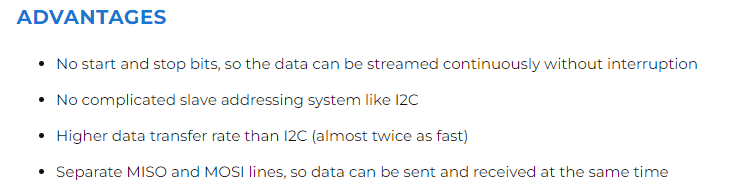 ADVANTAGES
No start and stop bits, so the data can be streamed continuously without interruption
No complicated slave addressing system like I2C
Higher data transfer rate than I2C (almost twice as fast)
Separate MISO and MOSI lines, so data can be sent and received at the same time